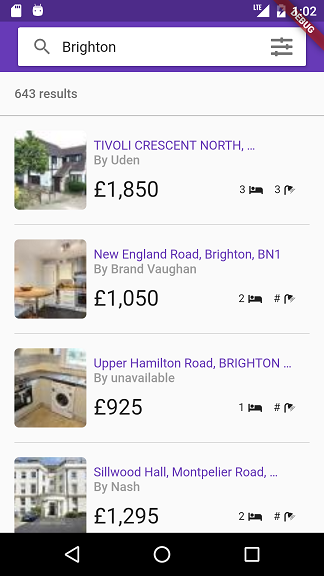 LTE 1:02
DEBUG
Brighton
643 results
TIVOLI CRESCENT NORTH, …
By Uden
£1,850 3 3
New England Road, Brighton, BN1
By Brand Vaughan
£1,050 2 #
Upper Hamilton Road, BRIGHTON …
By unavailable
£925 1 #
Sillwood Hall, Montpelier Road, …
By Nash
£1,295 2 #